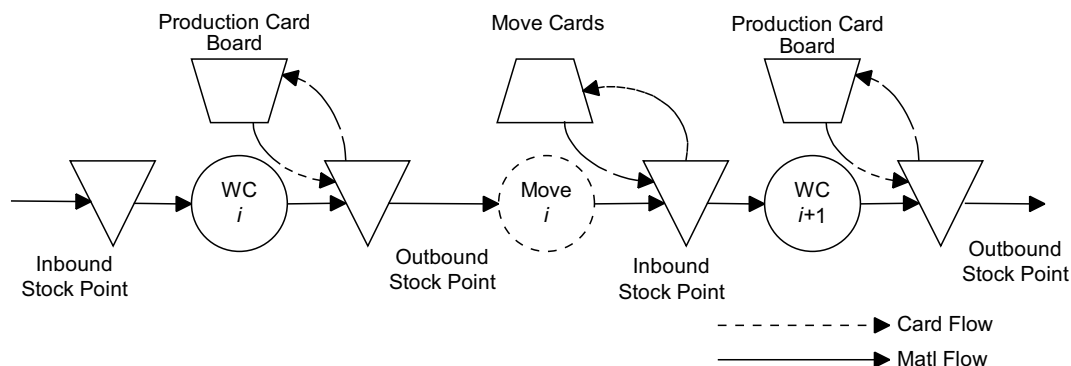 Production Card
Board
Move Cards
Production Card
Board
WC
i
Move
i
WC
i+1
Inbound
Stock Point
Outbound
Stock Point
Inbound
Stock Point
Outbound
Stock Point
Card Flow
Matl Flow